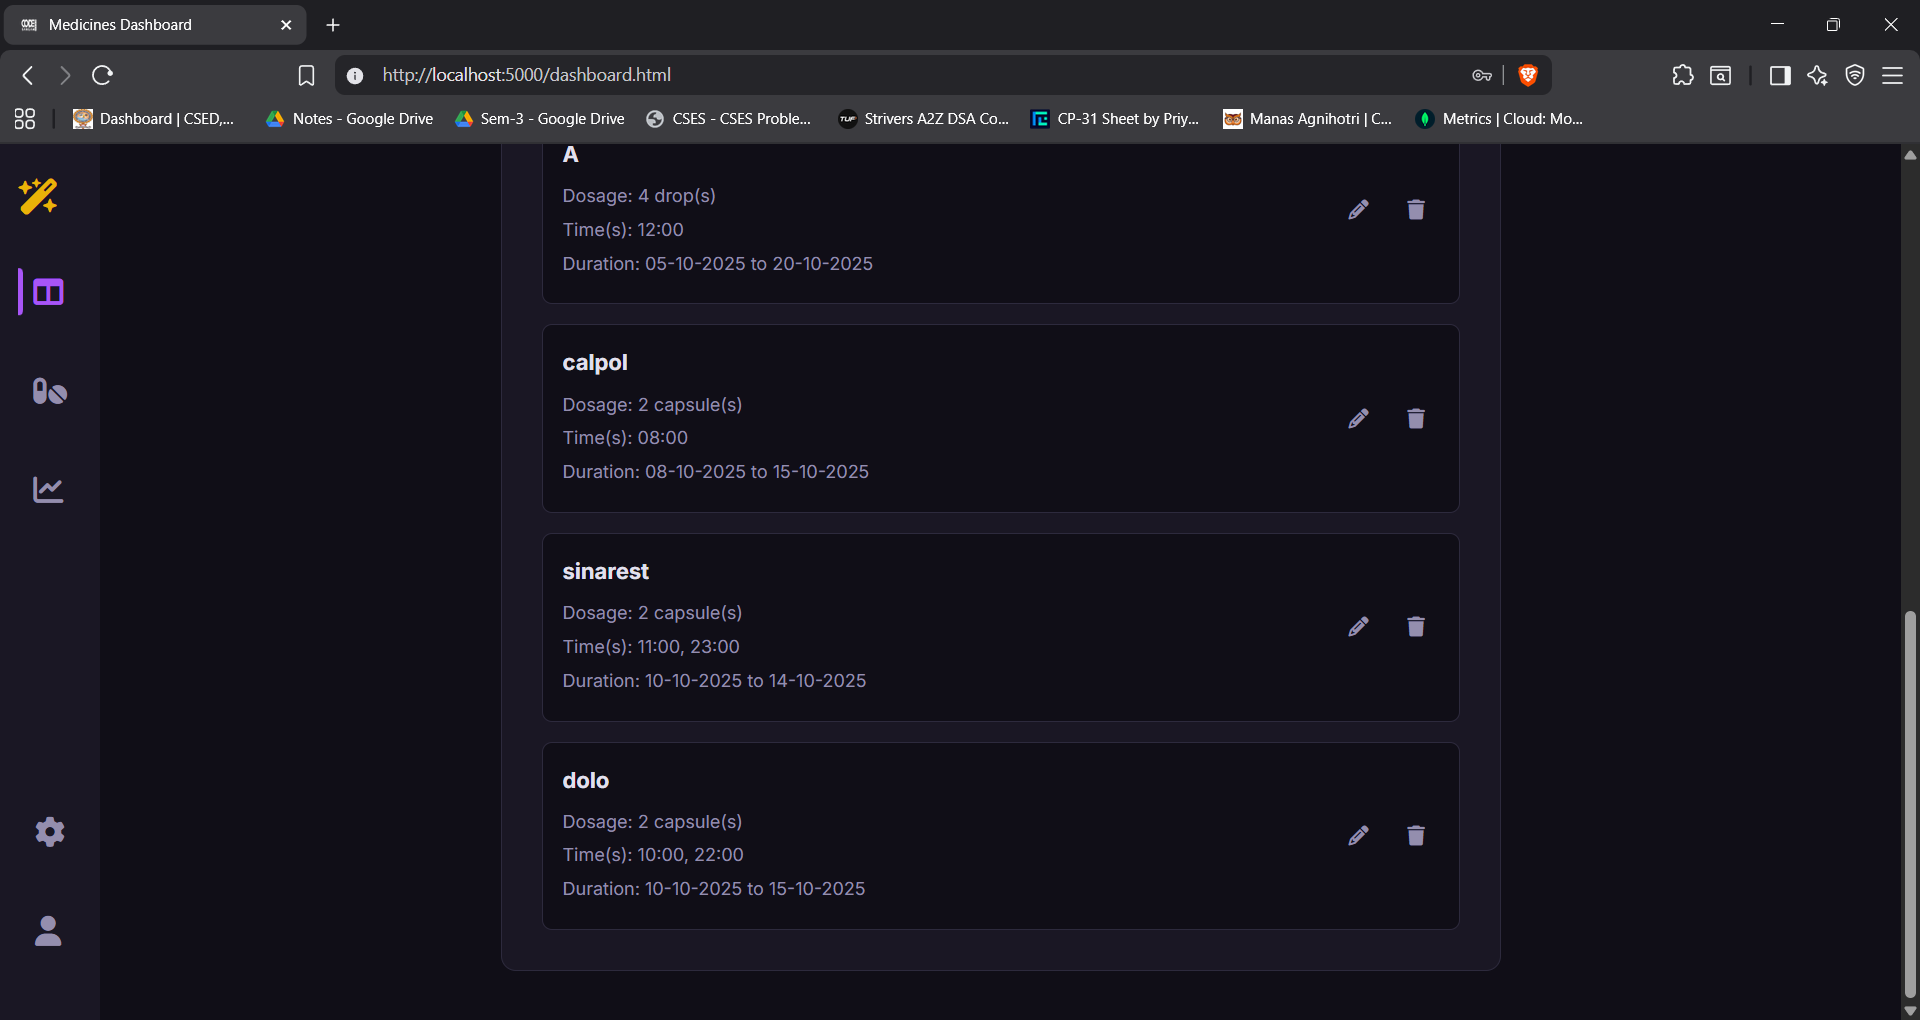 Medicines Dashboard
http://localhost:5000/dashboard.html
Dashboard | CSED,...
Notes - Google Drive
Sem-3 - Google Drive
CSES - CSES Proble...
TUF
Strivers A2Z DSA Co...
CP-31 Sheet by Priy...
Manas Agnihotri | C...
Metrics | Cloud: Mo...
A
Dosage: 4 drop(s)
Time(s): 12:00
Duration: 05-10-2025 to 20-10-2025
calpol
Dosage: 2 capsule(s)
Time(s): 08:00
Duration: 08-10-2025 to 15-10-2025
sinarest
Dosage: 2 capsule(s)
Time(s): 11:00, 23:00
Duration: 10-10-2025 to 14-10-2025
dolo
Dosage: 2 capsule(s)
Time(s): 10:00, 22:00
Duration: 10-10-2025 to 15-10-2025